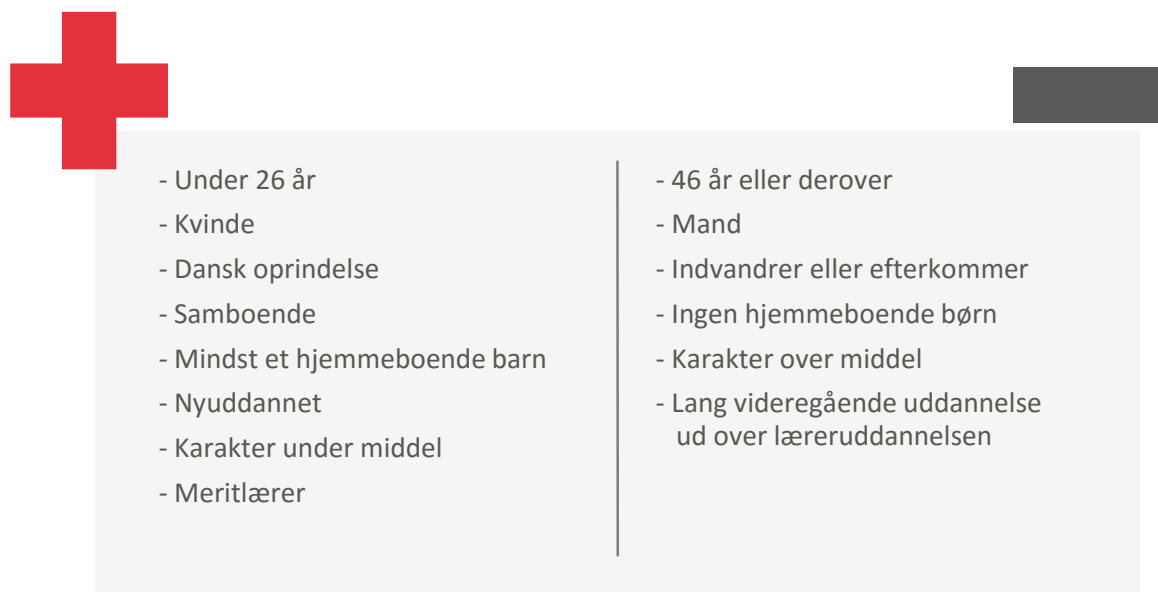 - Under 26 år
- Kvinde
- Dansk oprindelse
- Samboende
- Mindst et hjemmeboende barn
- Nyuddannet
- Karakter under middel
- Meritlærer
- 46 år eller derover
- Mand
- Indvandrer eller efterkommer
- Ingen hjemmeboende børn
- Karakter over middel
- Lang videregående uddannelse
ud over læreruddannelsen